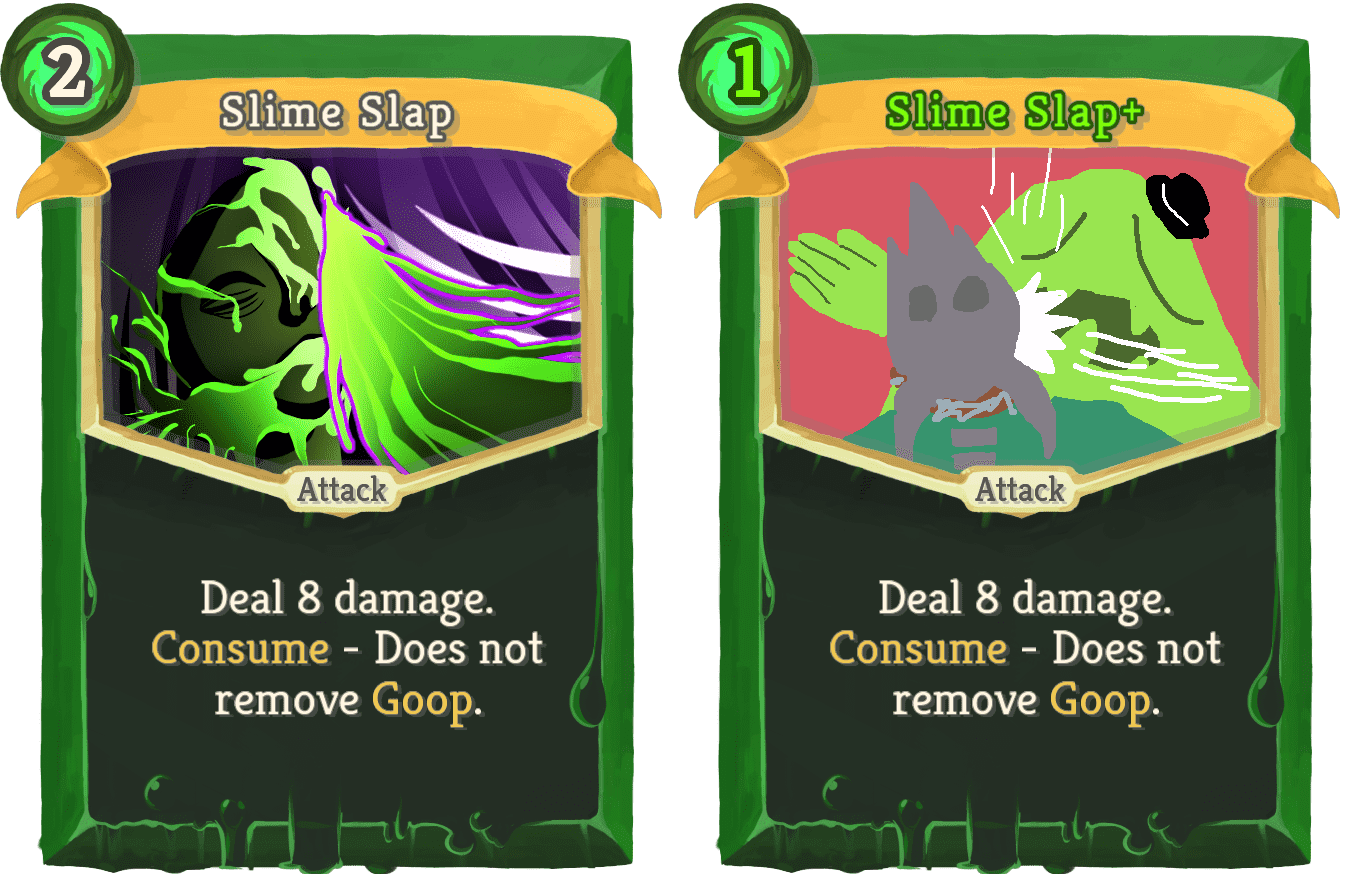 2
Slime Slap
Attack
Deal 8 damage.
Consume - Does not
remove Goop.
1
Slime Slap+
Attack
Deal 8 damage.
Consume - Does not
remove Goop.